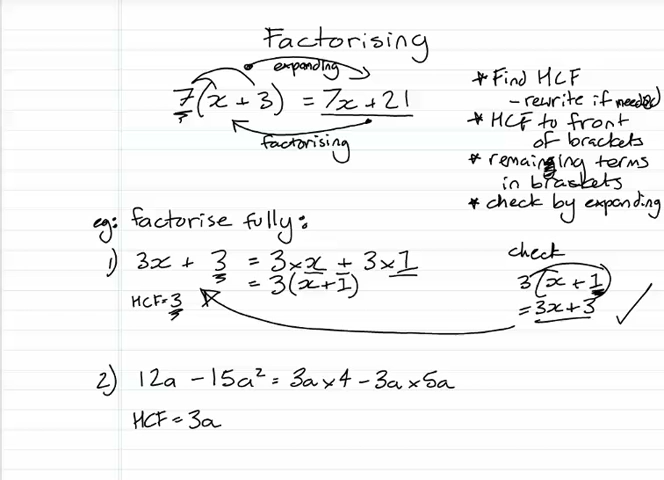 Factorising
expanding
7(x + 3) = 7x + 21
factorising
* Find HCF
- rewrite if needed
* HCF to front
of brackets
* remaining terms
in brackets
* check by expanding
eg: factorise fully:
1) 3x + 3 = 3 × x + 3 × 1
= 3(x+1)
HCF = 3
check
3(x + 1)
= 3x + 3 ✓
2) 12a - 15a² = 3a × 4 - 3a × 5a
HCF = 3a